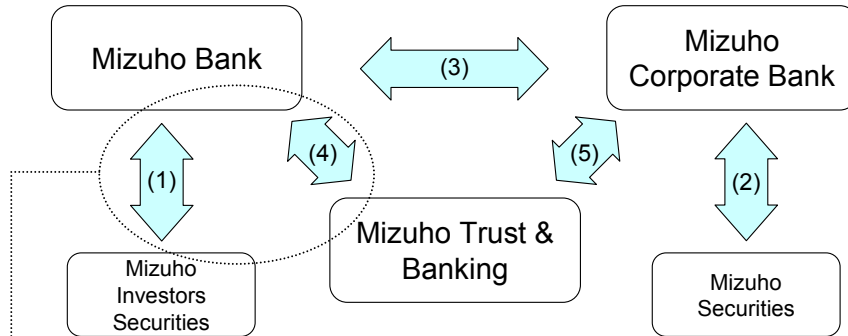 Mizuho Bank
(3)
Mizuho
Corporate Bank
(1)
(4)
(5)
(2)
Mizuho Trust &
Banking
Mizuho
Investors
Securities
Mizuho
Securities